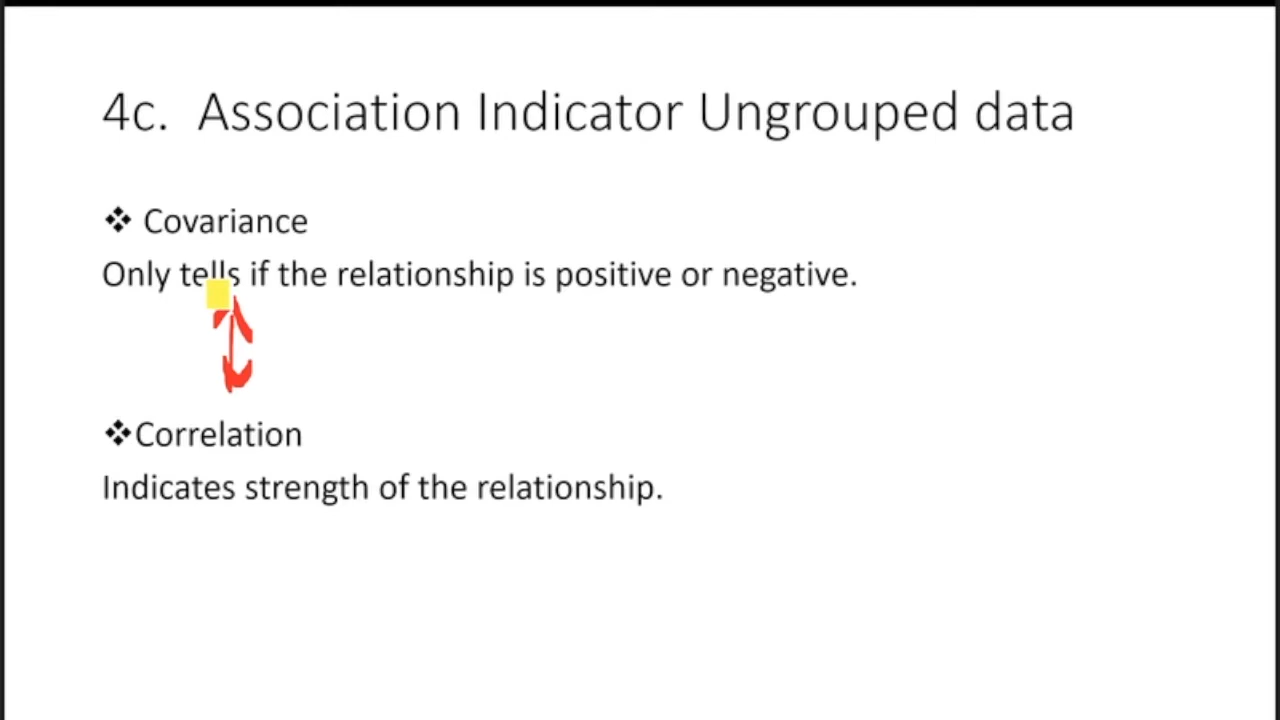 4c. Association Indicator Ungrouped data
❖ Covariance
Only tells if the relationship is positive or negative.
❖Correlation
Indicates strength of the relationship.